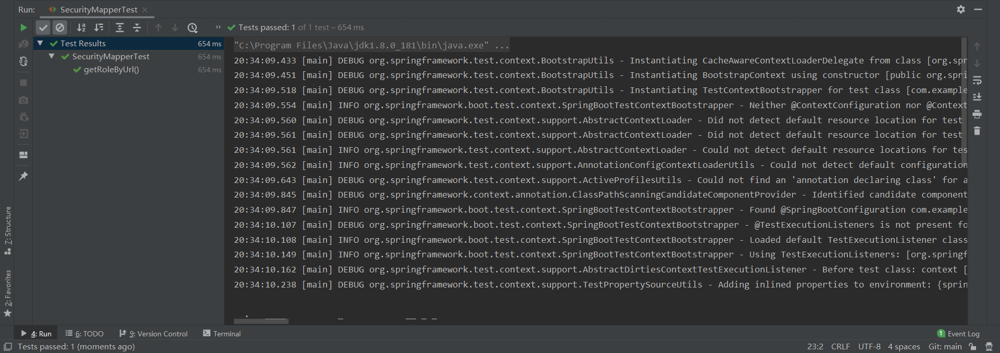 Run: SecurityMapperTest
Tests passed: 1 of 1 test – 654 ms
Test Results 654 ms
SecurityMapperTest 654 ms
getRoleByUrl() 654 ms
"C:\Program Files\Java\jdk1.8.0_181\bin\java.exe" ...
20:34:09.433 [main] DEBUG org.springframework.test.context.BootstrapUtils - Instantiating CacheAwareContextLoaderDelegate from class [org.spr
20:34:09.451 [main] DEBUG org.springframework.test.context.BootstrapUtils - Instantiating BootstrapContext using constructor [public org.spri
20:34:09.518 [main] DEBUG org.springframework.test.context.BootstrapUtils - Instantiating TestContextBootstrapper for test class [com.example
20:34:09.554 [main] INFO org.springframework.boot.test.context.SpringBootTestContextBootstrapper - Neither @ContextConfiguration nor @Context
20:34:09.560 [main] DEBUG org.springframework.test.context.support.AbstractContextLoader - Did not detect default resource location for test
20:34:09.561 [main] DEBUG org.springframework.test.context.support.AbstractContextLoader - Did not detect default resource location for test
20:34:09.561 [main] INFO org.springframework.test.context.support.AbstractContextLoader - Could not detect default resource locations for tes
20:34:09.562 [main] INFO org.springframework.test.context.support.AnnotationConfigContextLoaderUtils - Could not detect default configuration
20:34:09.643 [main] DEBUG org.springframework.test.context.support.ActiveProfilesUtils - Could not find an 'annotation declaring class' for a
20:34:09.845 [main] DEBUG org.springframework.context.annotation.ClassPathScanningCandidateComponentProvider - Identified candidate component
20:34:09.847 [main] INFO org.springframework.boot.test.context.SpringBootTestContextBootstrapper - Found @SpringBootConfiguration com.example
20:34:10.107 [main] DEBUG org.springframework.boot.test.context.SpringBootTestContextBootstrapper - @TestExecutionListeners is not present fo
20:34:10.108 [main] INFO org.springframework.boot.test.context.SpringBootTestContextBootstrapper - Loaded default TestExecutionListener class
20:34:10.149 [main] INFO org.springframework.boot.test.context.SpringBootTestContextBootstrapper - Using TestExecutionListeners: [org.springf
20:34:10.162 [main] DEBUG org.springframework.test.context.support.AbstractDirtiesContextTestExecutionListener - Before test class: context [
20:34:10.238 [main] DEBUG org.springframework.test.context.support.TestPropertySourceUtils - Adding inlined properties to environment: {sprin
  .   ____          _            __ _ _
7: Structure
2: Favorites
4: Run 6: TODO 9: Version Control Terminal 1 Event Log
Tests passed: 1 (moments ago) 23:2 CRLF UTF-8 4 spaces Git: main